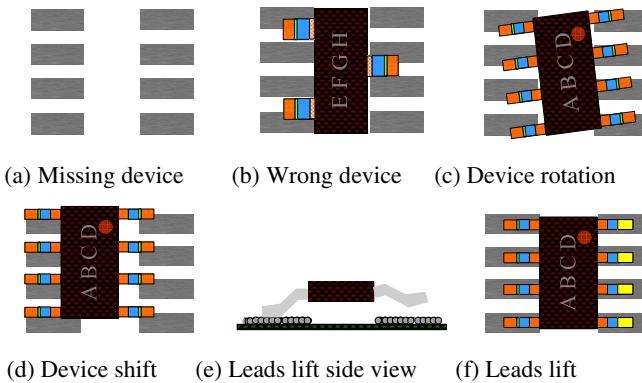 EFGH
ABCD
(a) Missing device
(b) Wrong device
(c) Device rotation
ABCD
ABCD
(d) Device shift
(e) Leads lift side view
(f) Leads lift